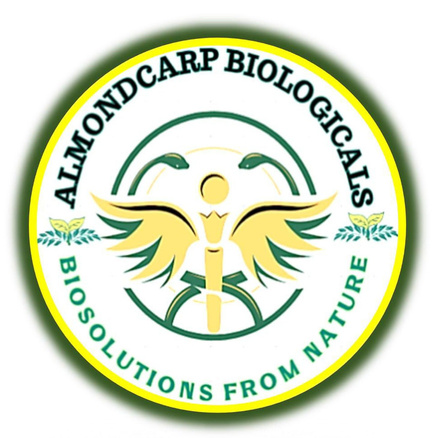 ALMONDCARP BIOLOGICALS
BIOSOLUTIONS FROM NATURE